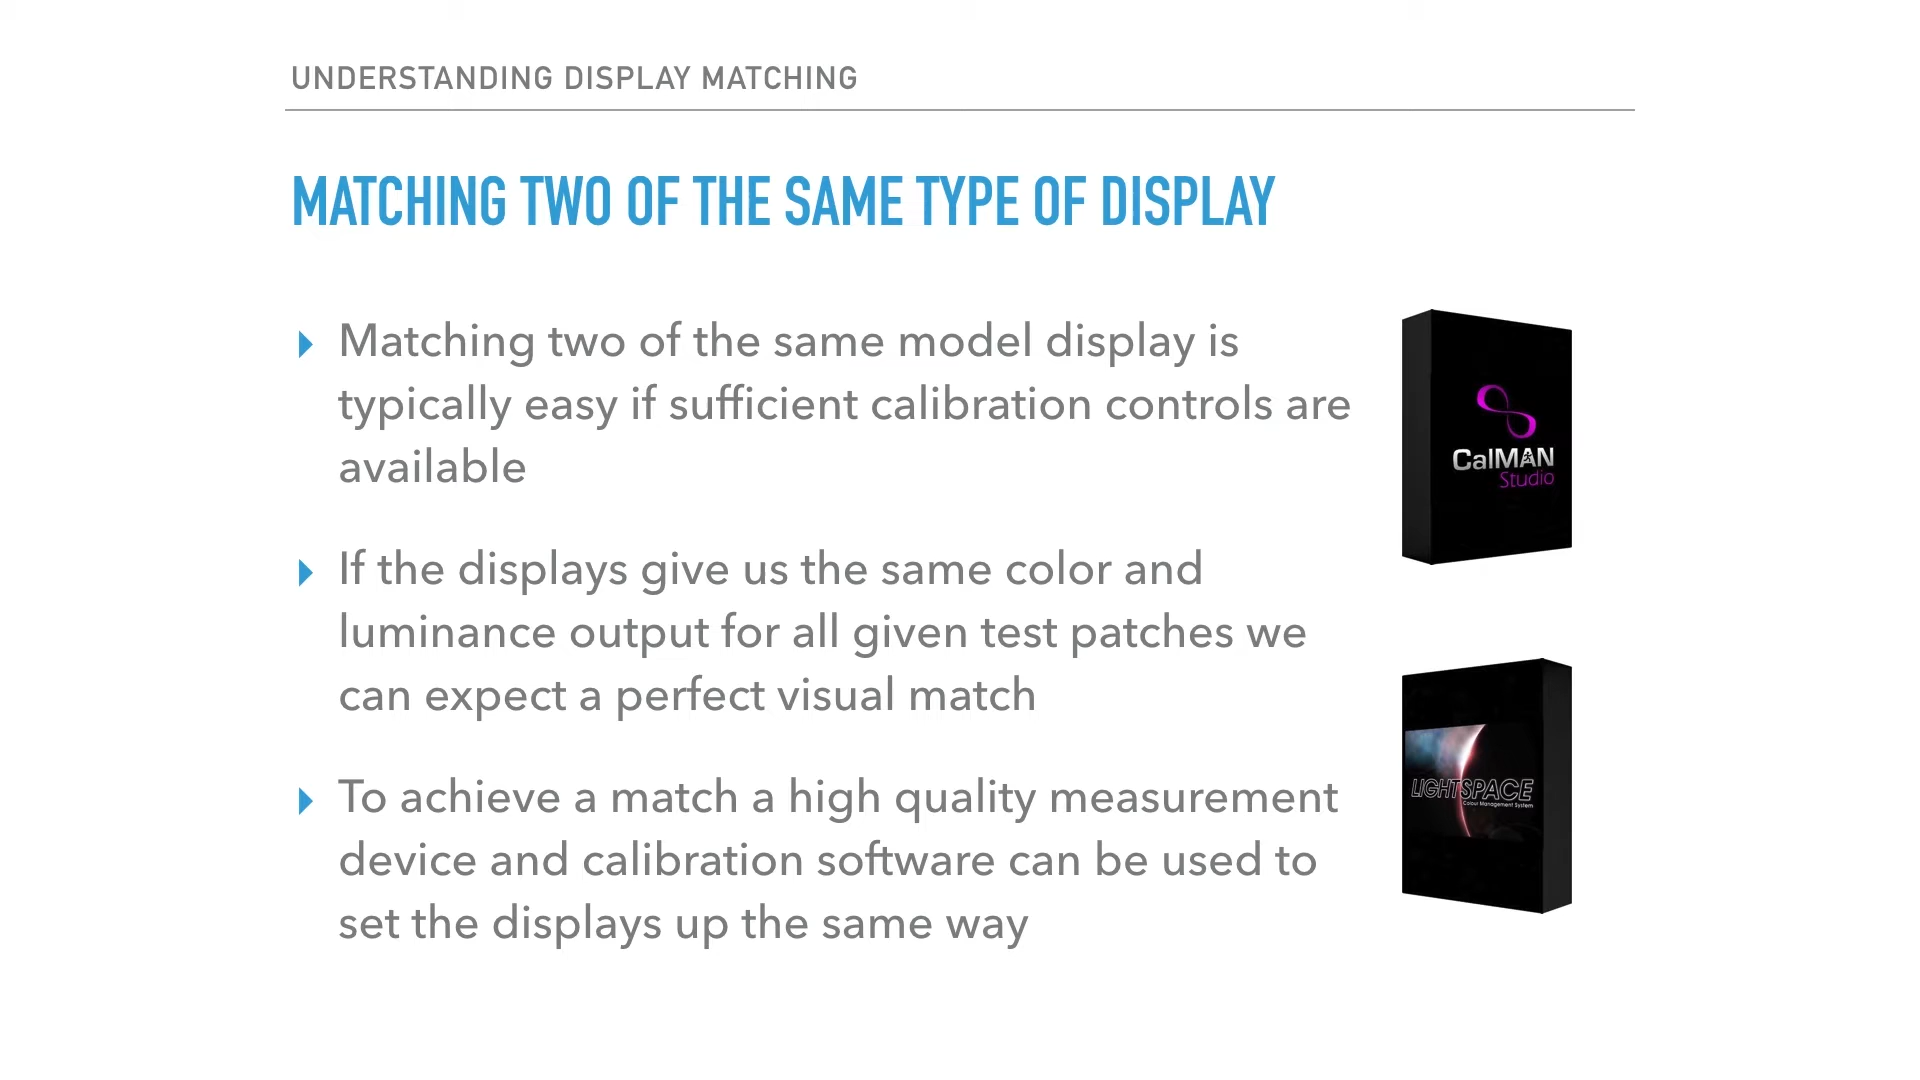 UNDERSTANDING DISPLAY MATCHING
MATCHING TWO OF THE SAME TYPE OF DISPLAY
Matching two of the same model display is
typically easy if sufficient calibration controls are
available
If the displays give us the same color and
luminance output for all given test patches we
can expect a perfect visual match
To achieve a match a high quality measurement
device and calibration software can be used to
set the displays up the same way
CalMAN
Studio
LIGHTSPACE
Colour Management System